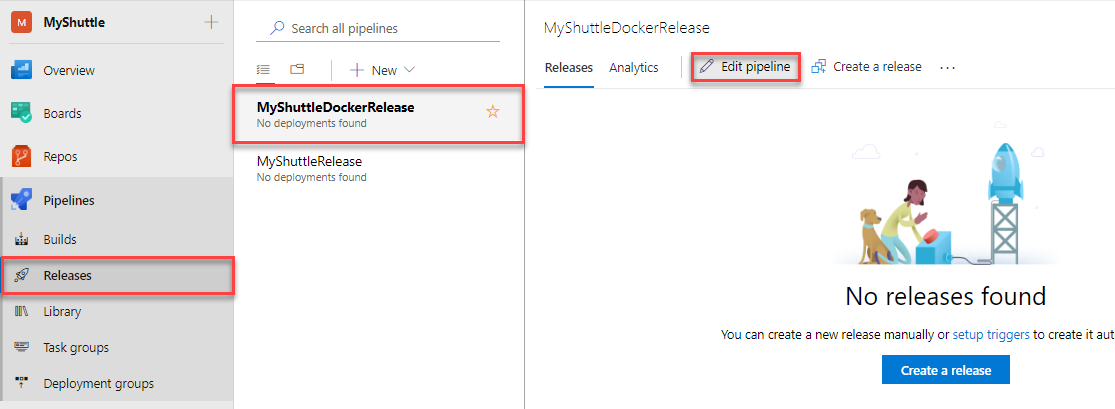 M MyShuttle
Overview
Boards
Repos
Pipelines
Builds
Releases
Library
Task groups
Deployment groups
Search all pipelines
New
MyShuttleDockerRelease
No deployments found
MyShuttleRelease
No deployments found
MyShuttleDockerRelease
Releases Analytics Edit pipeline Create a release ...
No releases found
You can create a new release manually or setup triggers to create it aut
Create a release